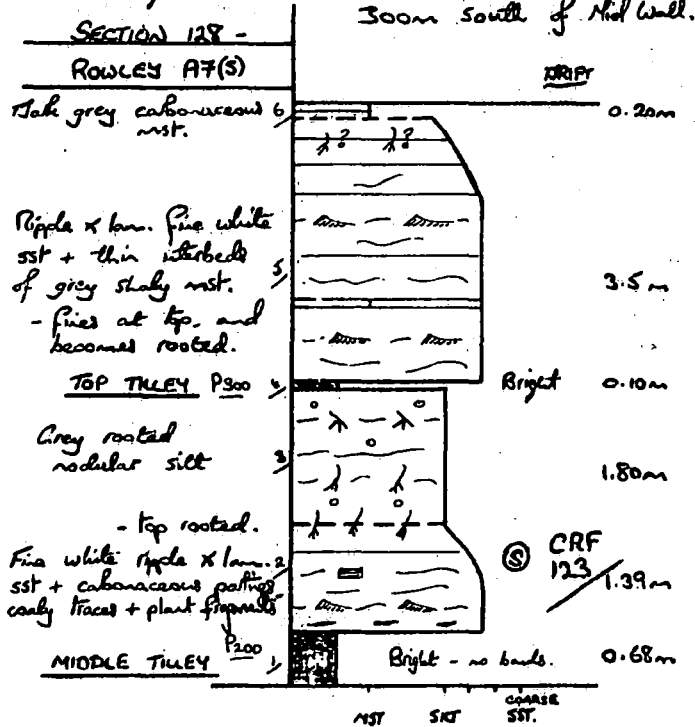 300m South of Mid Wall.
SECTION 128 -
ROWLEY A7(S)
DRIFT
Dark grey cabonaceous 6
mst.
0.20m
? ?
Ripple x lam. fine white
sst + thin interbeds
of grey shaly mst. 5
- fines at top, and
becomes rooted.
3.5m
TOP TILLEY P300 4
Bright 0.10m
Grey rooted
nodular silt 3
1.80m
- top rooted.
Fine white ripple x lam. 2
sst + cabonaceous partings
coaly traces + plant fragments
S CRF
123
1.39m
P200
MIDDLE TILLEY 1
Bright - no bands. 0.68m
MST SLT COARSE
SST.